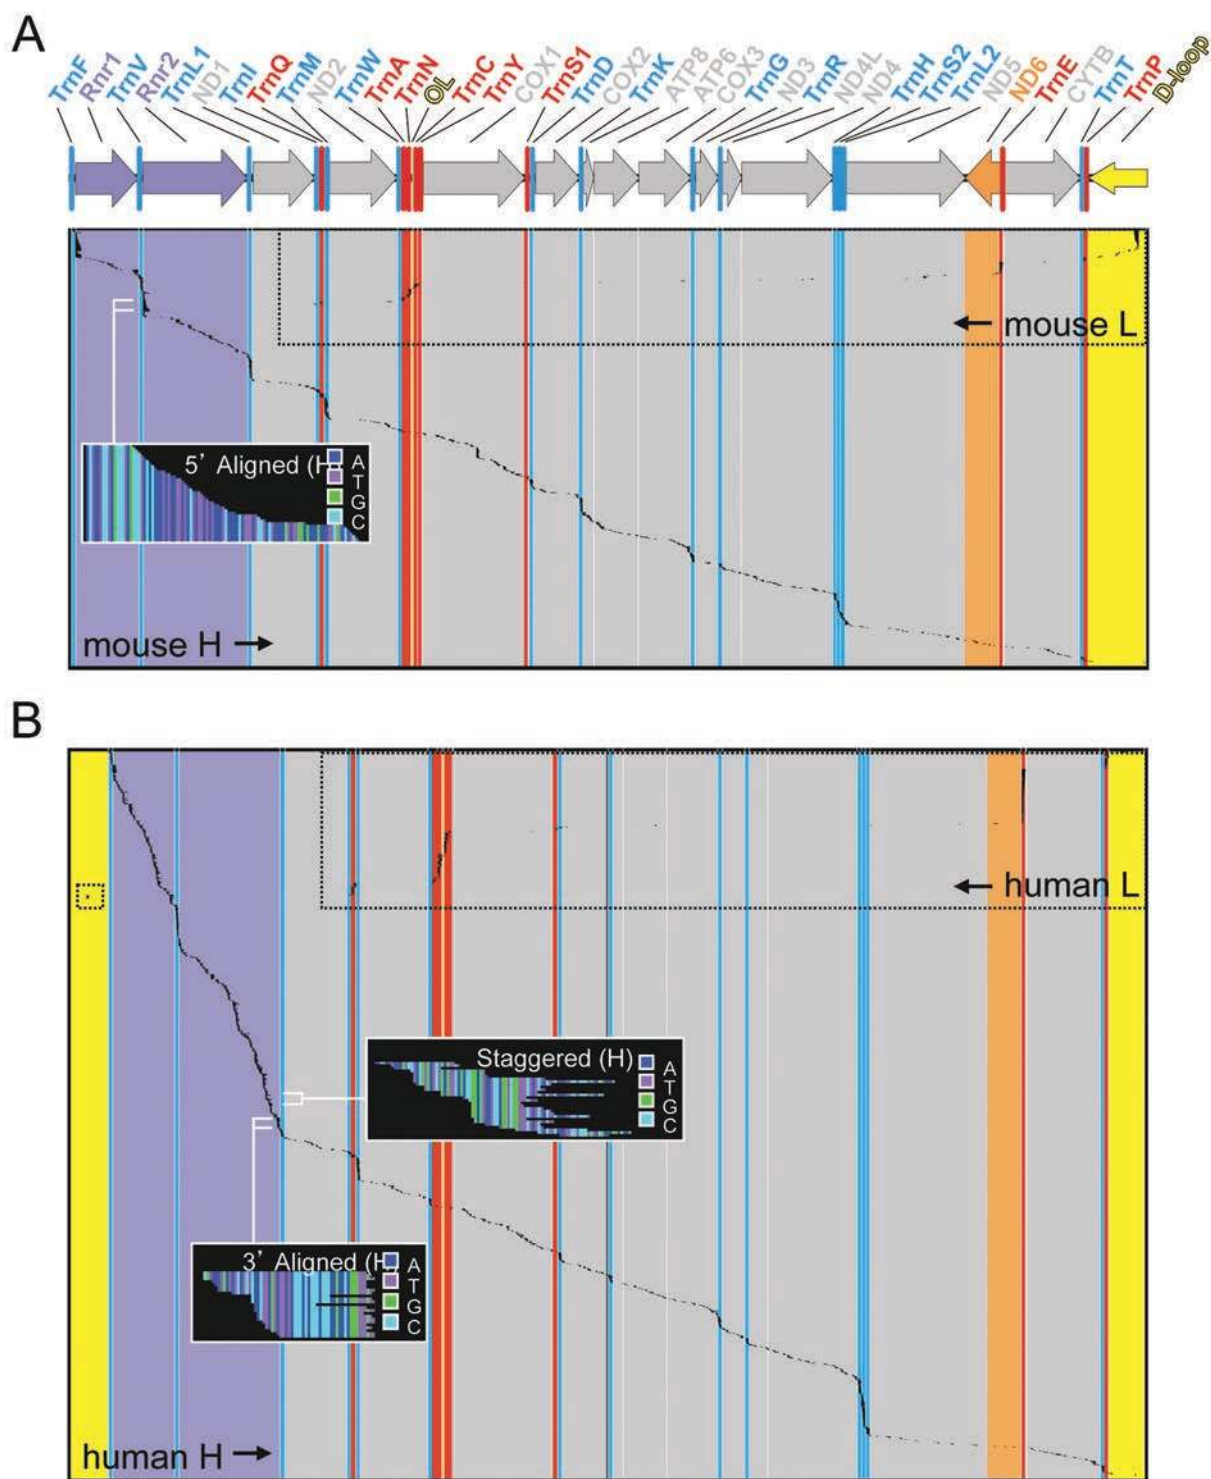 A
TrnF Rnr1 TrnV Rnr2 TrnL1 ND1 TrnI TrnQ TrnM ND2 TrnW TrnA TrnN OL TrnC TrnY COX1 TrnS1 TrnD COX2 TrnK ATP8 ATP6 COX3 TrnG ND3 TrnR ND4L ND4 TrnH TrnS2 TrnL2 ND5 ND6 TrnE CYTB TrnT TrnP D-loop
← mouse L
5' Aligned (H)
A
T
G
C
mouse H →
B
← human L
Staggered (H)
A
T
G
C
3' Aligned (H)
A
T
G
C
human H →